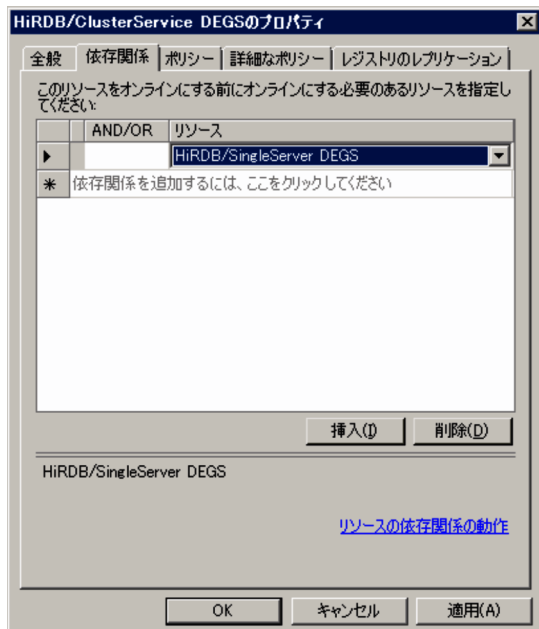 HiRDB/ClusterService DEGSのプロパティ
全般 依存関係 ポリシー 詳細なポリシー レジストリのレプリケーション
このリソースをオンラインにする前にオンラインにする必要のあるリソースを指定し
てください:
AND/OR リソース
HiRDB/SingleServer DEGS
依存関係を追加するには、ここをクリックしてください
挿入(I) 削除(D)
HiRDB/SingleServer DEGS
リソースの依存関係の動作
OK キャンセル 適用(A)